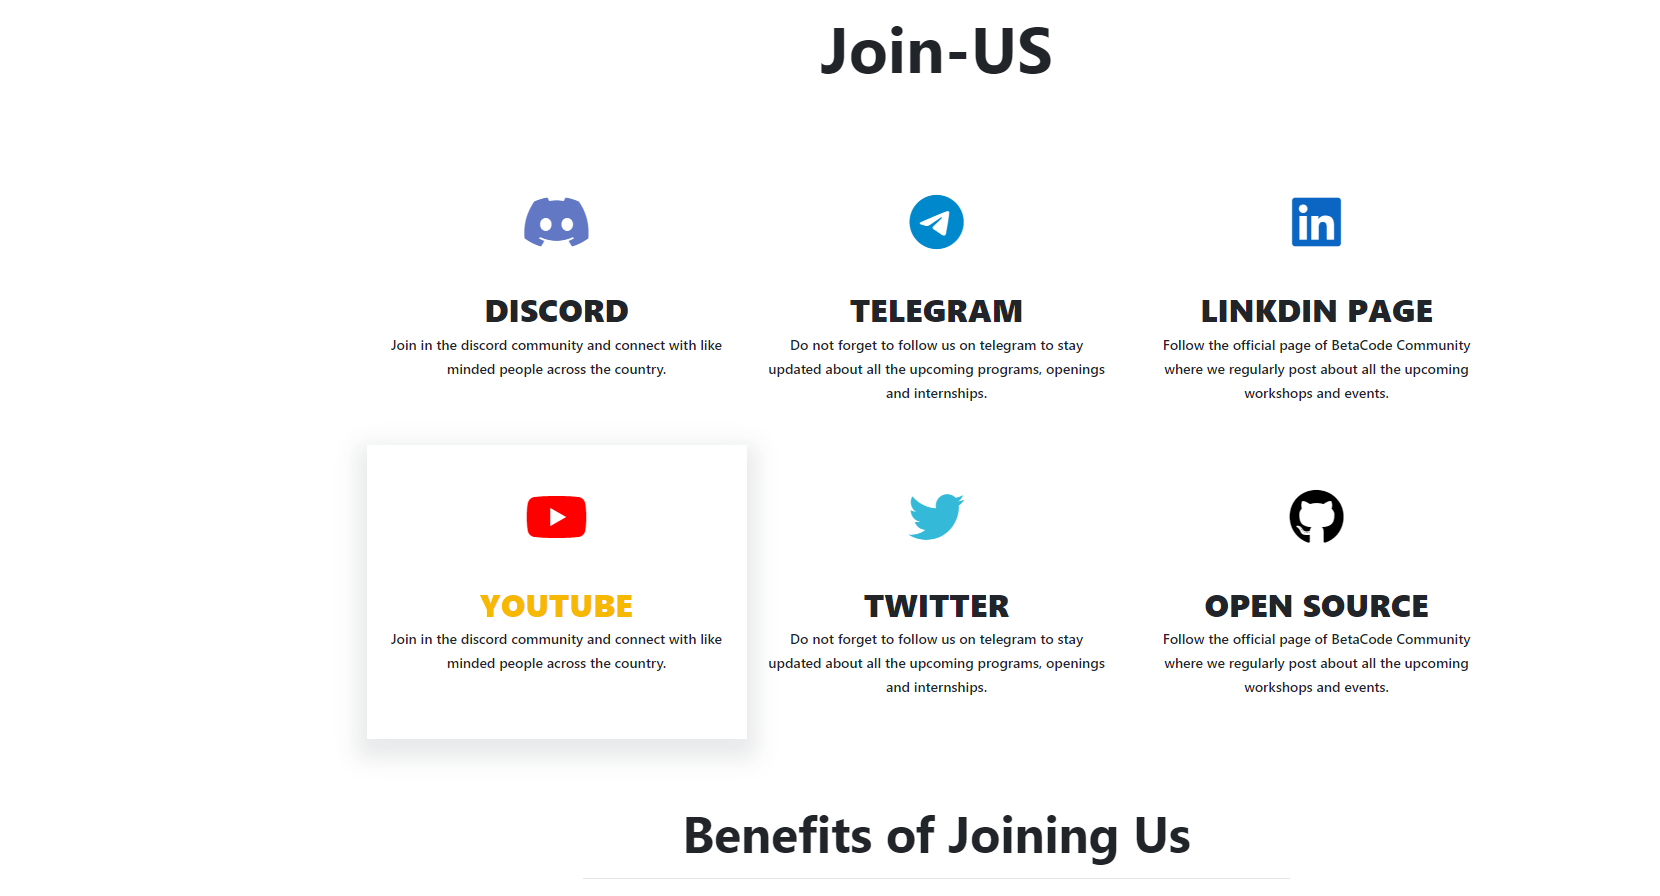 Join-US
DISCORD
Join in the discord community and connect with like
minded people across the country.
TELEGRAM
Do not forget to follow us on telegram to stay
updated about all the upcoming programs, openings
and internships.
in
LINKDIN PAGE
Follow the official page of BetaCode Community
where we regularly post about all the upcoming
workshops and events.
YOUTUBE
Join in the discord community and connect with like
minded people across the country.
TWITTER
Do not forget to follow us on telegram to stay
updated about all the upcoming programs, openings
and internships.
OPEN SOURCE
Follow the official page of BetaCode Community
where we regularly post about all the upcoming
workshops and events.
Benefits of Joining Us